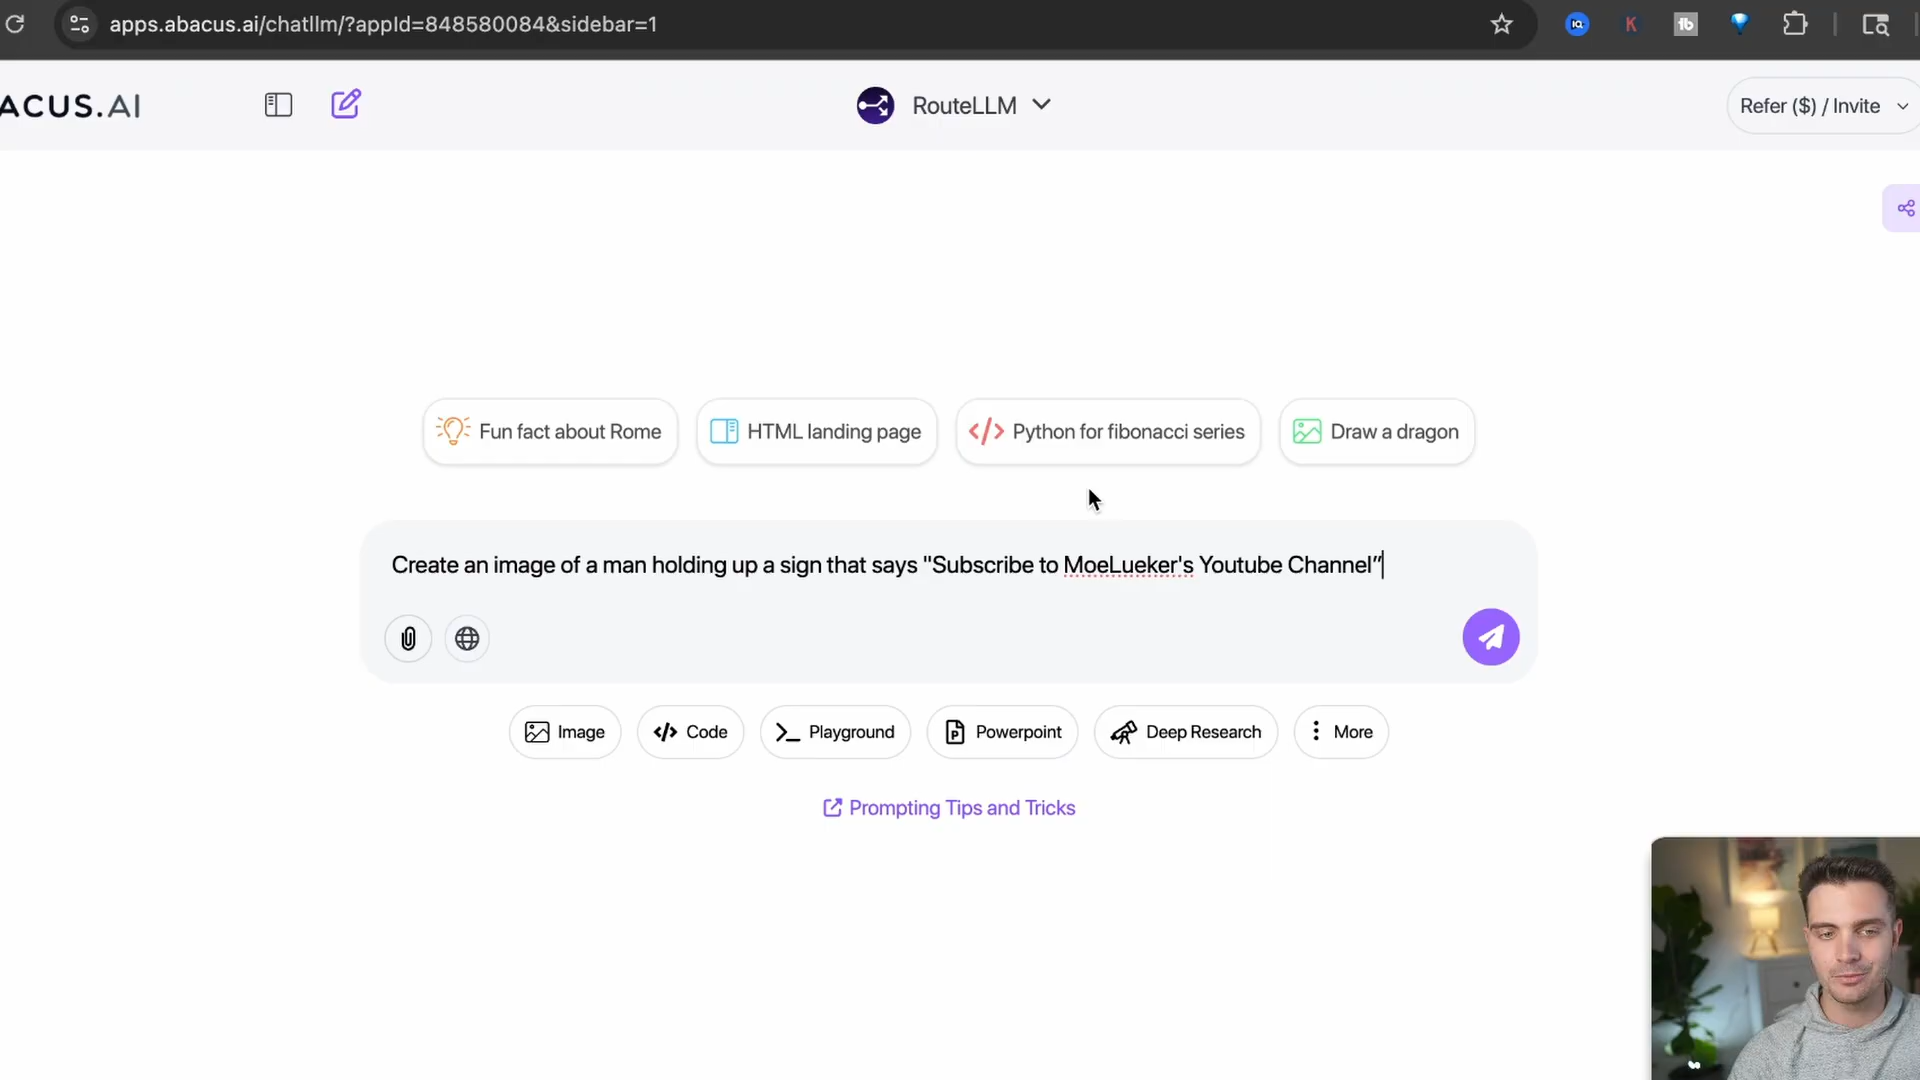 apps.abacus.ai/chatllm/?appId=848580084&sidebar=1
ACUS.AI
RouteLLM
Refer ($) / Invite
Fun fact about Rome
HTML landing page
Python for fibonacci series
Draw a dragon
Create an image of a man holding up a sign that says "Subscribe to MoeLueker's Youtube Channel”
Image
Code
Playground
Powerpoint
Deep Research
More
Prompting Tips and Tricks